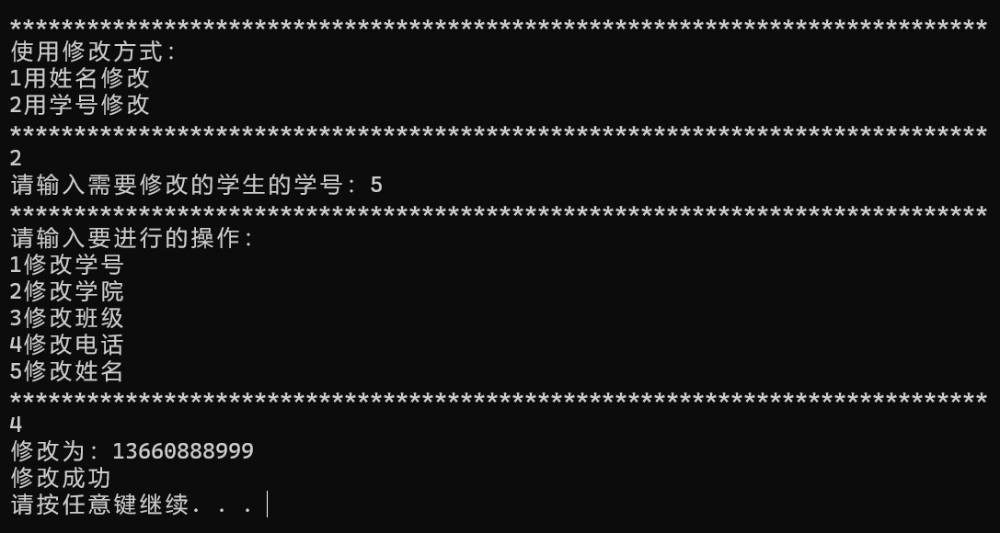 ****************************************************************************
使用修改方式：
1用姓名修改
2用学号修改
****************************************************************************
2
请输入需要修改的学生的学号：5
****************************************************************************
请输入要进行的操作：
1修改学号
2修改学院
3修改班级
4修改电话
5修改姓名
****************************************************************************
4
修改为：13660888999
修改成功
请按任意键继续. . .